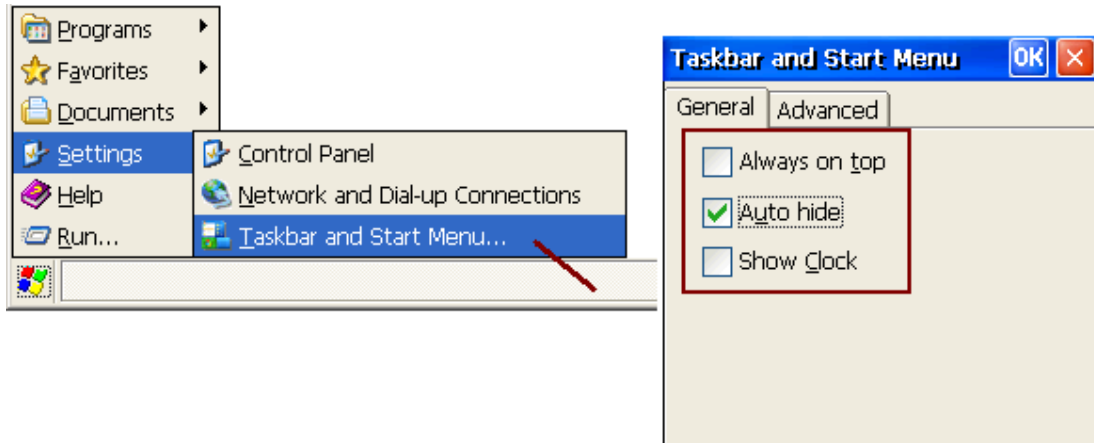 Programs
Favorites
Documents
Settings
Help
Run...
Control Panel
Network and Dial-up Connections
Taskbar and Start Menu...
Taskbar and Start Menu OK
General Advanced
Always on top
Auto hide
Show Clock